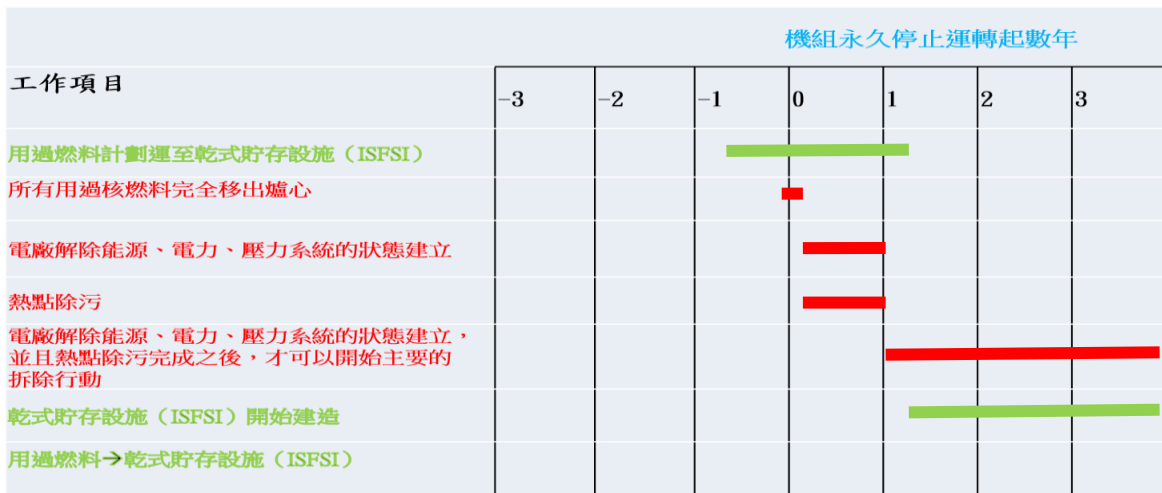 機組永久停止運轉起數年
工作項目
-3 -2 -1 0 1 2 3
用過燃料計劃運至乾式貯存設施（ISFSI）
所有用過核燃料完全移出爐心
電廠解除能源、電力、壓力系統的狀態建立
熱點除污
電廠解除能源、電力、壓力系統的狀態建立，
並且熱點除污完成之後，才可以開始主要的
拆除行動
乾式貯存設施（ISFSI）開始建造
用過燃料→乾式貯存設施（ISFSI）